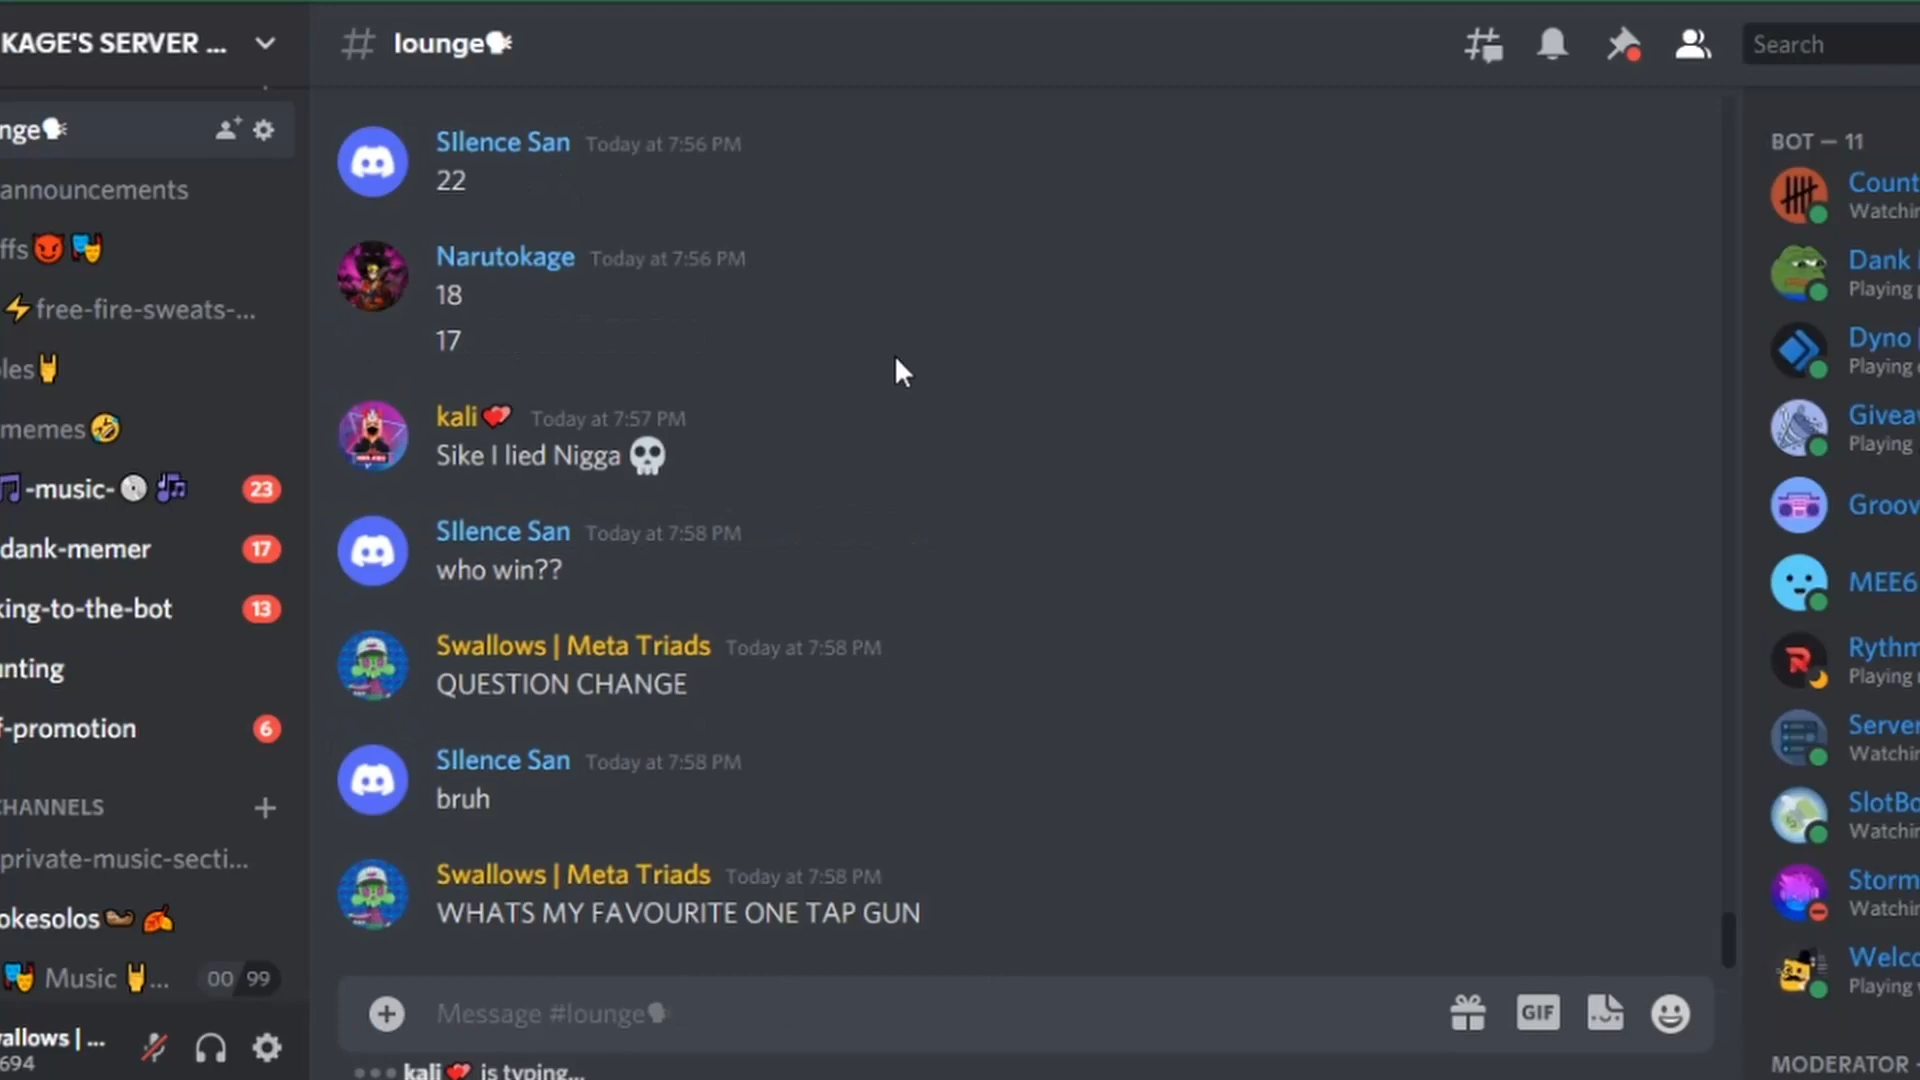 KAGE'S SERVER ...
# lounge🗣
Search
nge🗣
announcements
ffs😈🎭
⚡free-fire-sweats-...
les🤘
memes🤣
🎵-music-💿🎶 23
dank-memer 17
king-to-the-bot 13
unting
f-promotion 6
CHANNELS +
private-music-secti...
okesolos🍂
🎭 Music 🤘... 00 99
vallows | ...
694
SIlence San Today at 7:56 PM
22
Narutokage Today at 7:56 PM
18
17
kali💕 Today at 7:57 PM
Sike I lied Nigga 💀
SIlence San Today at 7:58 PM
who win??
Swallows | Meta Triads Today at 7:58 PM
QUESTION CHANGE
SIlence San Today at 7:58 PM
bruh
Swallows | Meta Triads Today at 7:58 PM
WHATS MY FAVOURITE ONE TAP GUN
Message #lounge🗣
GIF
kali💕 is typing...
BOT — 11
Count
Watchin
Dank
Playing
Dyno
Playing
Givea
Playing
Groov
MEE6
Rythm
Playing
Server
Watchin
SlotBo
Watchin
Storm
Watchin
Welco
Playing
MODERATOR